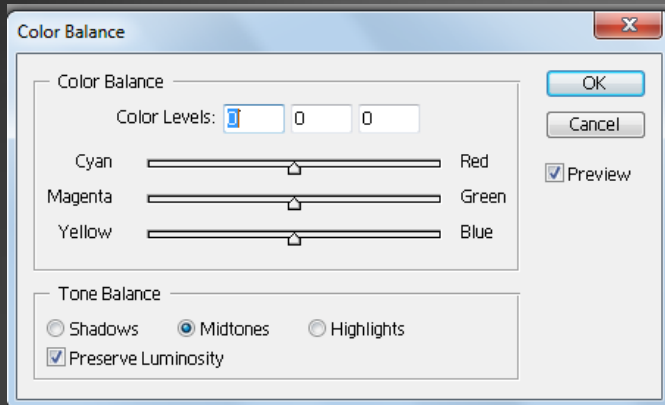 Color Balance
Color Balance
OK
Color Levels: 0 0 0
Cancel
Cyan Red
Preview
Magenta Green
Yellow Blue
Tone Balance
Shadows Midtones Highlights
Preserve Luminosity